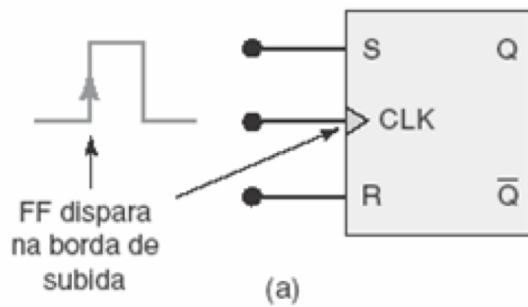 S Q
CLK
R Q̅
FF dispara
na borda de
subida
(a)